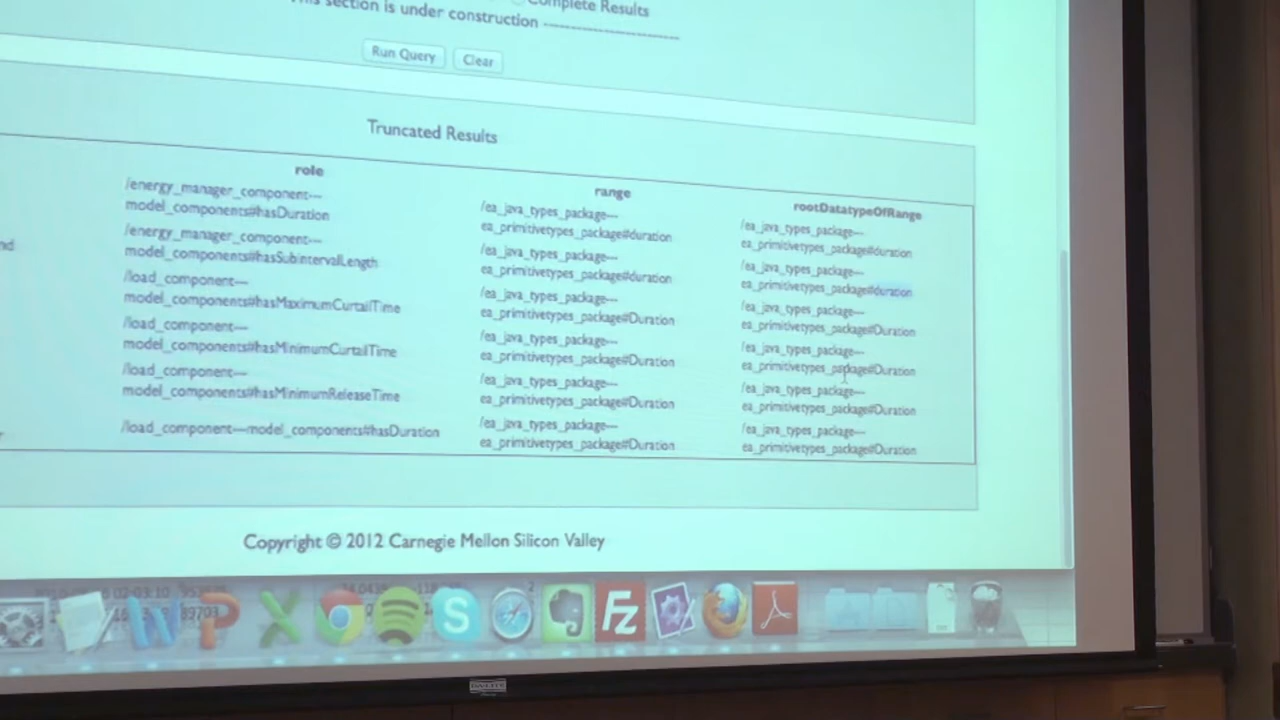 Complete Results
This section is under construction ----------------------------
Run Query Clear
Truncated Results
role range rootDatatypeOfRange
/energy_manager_component---
model_components#hasDuration
/ea_java_types_package---
ea_primitivetypes_package#duration
/ea_java_types_package---
ea_primitivetypes_package#duration
/energy_manager_component---
model_components#hasSubintervalLength
/ea_java_types_package---
ea_primitivetypes_package#duration
/ea_java_types_package---
ea_primitivetypes_package#duration
/load_component---
model_components#hasMaximumCurtailTime
/ea_java_types_package---
ea_primitivetypes_package#Duration
/ea_java_types_package---
ea_primitivetypes_package#Duration
/load_component---
model_components#hasMinimumCurtailTime
/ea_java_types_package---
ea_primitivetypes_package#Duration
/ea_java_types_package---
ea_primitivetypes_package#Duration
/load_component---
model_components#hasMinimumReleaseTime
/ea_java_types_package---
ea_primitivetypes_package#Duration
/ea_java_types_package---
ea_primitivetypes_package#Duration
/load_component---model_components#hasDuration
/ea_java_types_package---
ea_primitivetypes_package#Duration
/ea_java_types_package---
ea_primitivetypes_package#Duration
Copyright © 2012 Carnegie Mellon Silicon Valley